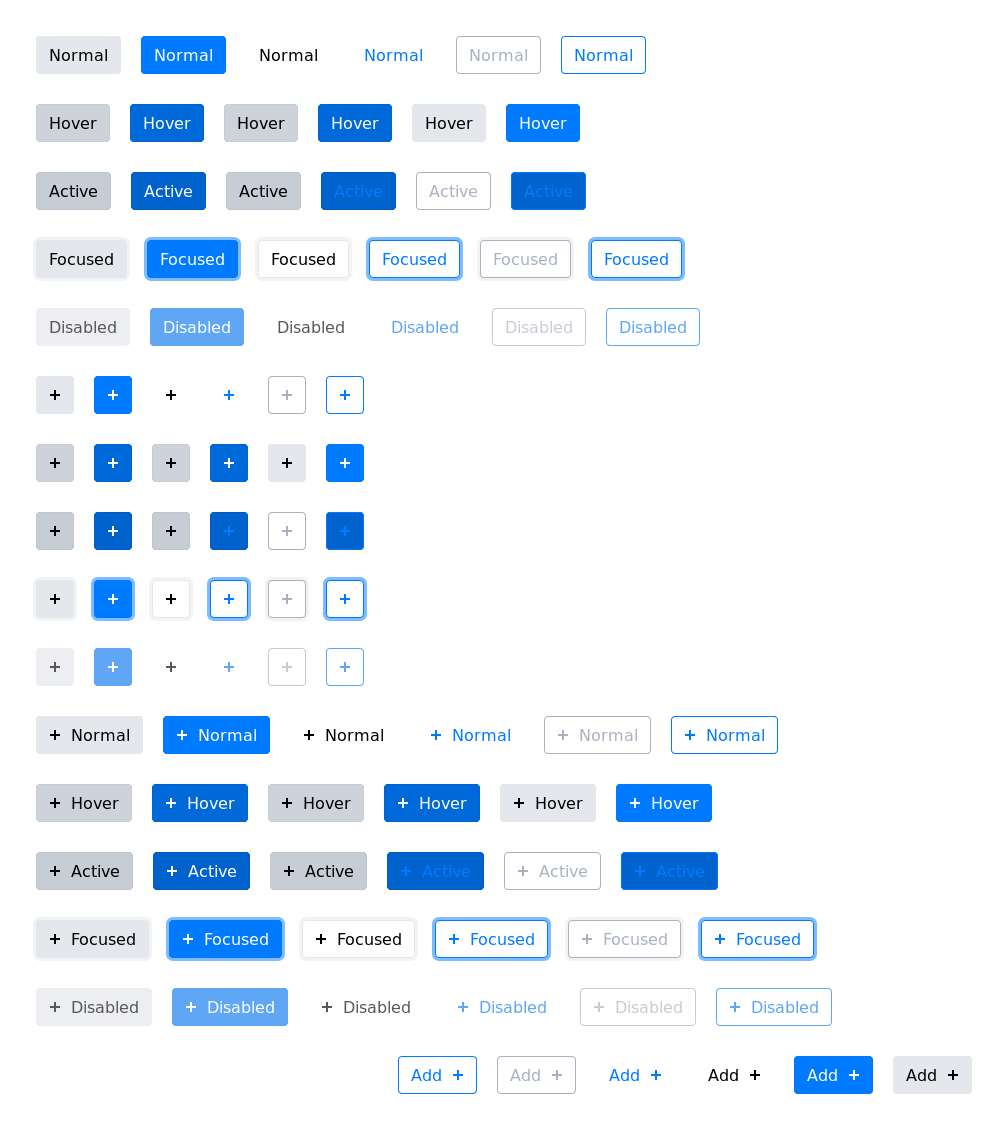 Normal Normal Normal Normal Normal Normal
Hover Hover Hover Hover Hover Hover
Active Active Active Active Active Active
Focused Focused Focused Focused Focused Focused
Disabled Disabled Disabled Disabled Disabled Disabled
+ + + + + +
+ + + + + +
+ + + + + +
+ + + + + +
+ + + + + +
+ Normal + Normal + Normal + Normal + Normal + Normal
+ Hover + Hover + Hover + Hover + Hover + Hover
+ Active + Active + Active + Active + Active + Active
+ Focused + Focused + Focused + Focused + Focused + Focused
+ Disabled + Disabled + Disabled + Disabled + Disabled + Disabled
Add + Add + Add + Add + Add + Add +